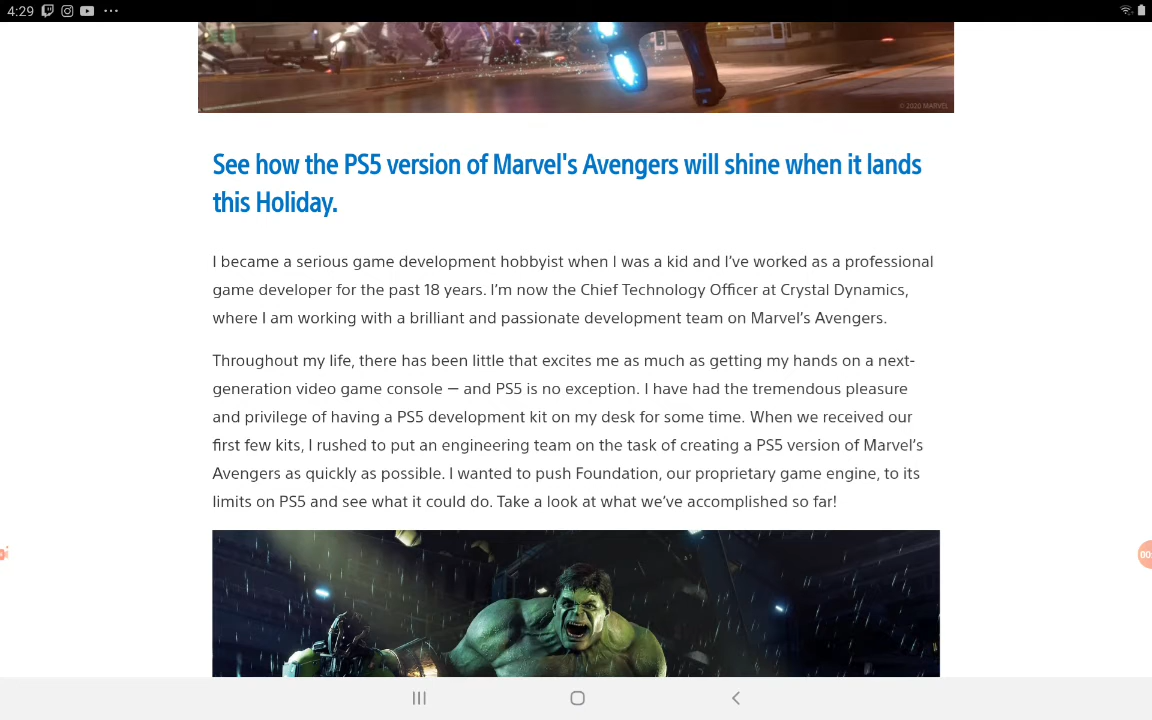 4:29
© 2020 MARVEL
See how the PS5 version of Marvel's Avengers will shine when it lands
this Holiday.
I became a serious game development hobbyist when I was a kid and I've worked as a professional
game developer for the past 18 years. I'm now the Chief Technology Officer at Crystal Dynamics,
where I am working with a brilliant and passionate development team on Marvel's Avengers.
Throughout my life, there has been little that excites me as much as getting my hands on a next-
generation video game console — and PS5 is no exception. I have had the tremendous pleasure
and privilege of having a PS5 development kit on my desk for some time. When we received our
first few kits, I rushed to put an engineering team on the task of creating a PS5 version of Marvel's
Avengers as quickly as possible. I wanted to push Foundation, our proprietary game engine, to its
limits on PS5 and see what it could do. Take a look at what we've accomplished so far!